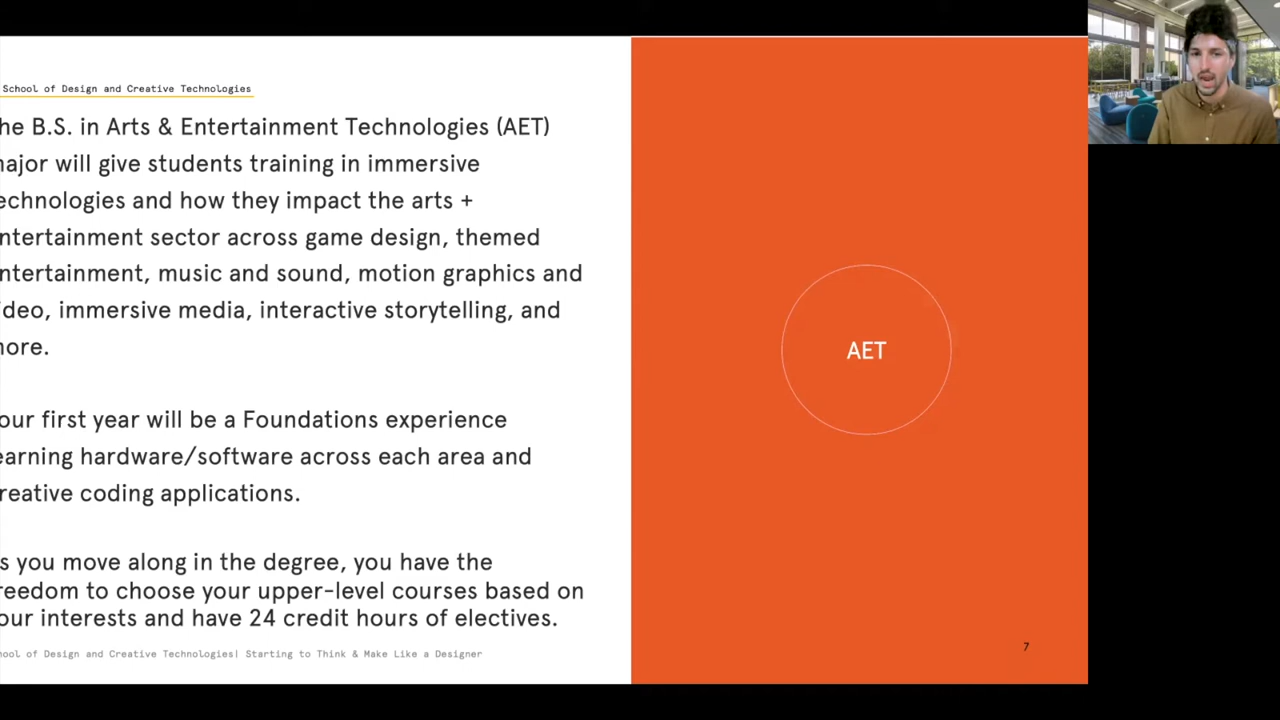 School of Design and Creative Technologies
he B.S. in Arts & Entertainment Technologies (AET)
ajor will give students training in immersive
echnologies and how they impact the arts +
ntertainment sector across game design, themed
ntertainment, music and sound, motion graphics and
deo, immersive media, interactive storytelling, and
ore.
our first year will be a Foundations experience
earning hardware/software across each area and
reative coding applications.
s you move along in the degree, you have the
reedom to choose your upper-level courses based on
our interests and have 24 credit hours of electives.
ool of Design and Creative Technologies| Starting to Think & Make Like a Designer
AET
7